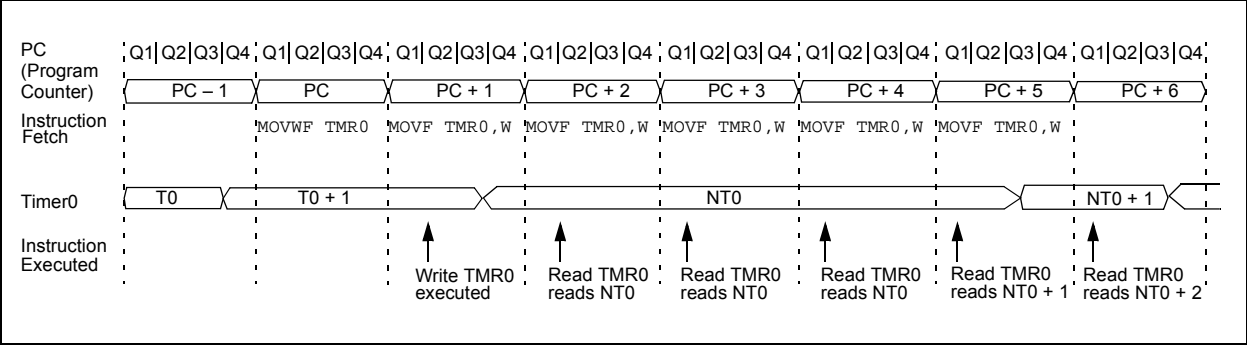 PC
(Program
Counter)
Q1 Q2 Q3 Q4 Q1 Q2 Q3 Q4 Q1 Q2 Q3 Q4 Q1 Q2 Q3 Q4 Q1 Q2 Q3 Q4 Q1 Q2 Q3 Q4 Q1 Q2 Q3 Q4 Q1 Q2 Q3 Q4
PC – 1 PC PC + 1 PC + 2 PC + 3 PC + 4 PC + 5 PC + 6
Instruction
Fetch
MOVWF TMR0 MOVF TMR0,W MOVF TMR0,W MOVF TMR0,W MOVF TMR0,W MOVF TMR0,W
Timer0
T0 T0 + 1 NT0 NT0 + 1
Instruction
Executed
Write TMR0
executed
Read TMR0
reads NT0
Read TMR0
reads NT0
Read TMR0
reads NT0
Read TMR0
reads NT0 + 1
Read TMR0
reads NT0 + 2